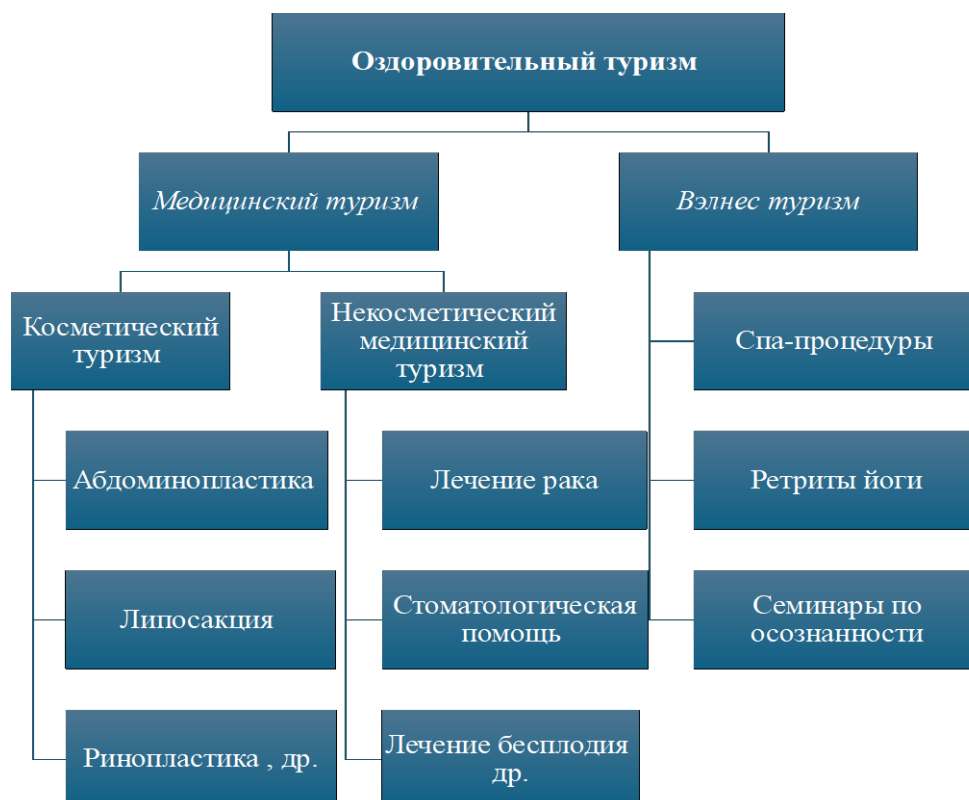 Оздоровительный туризм
Медицинский туризм
Вэлнес туризм
Косметический
туризм
Некосметический
медицинский
туризм
Спа-процедуры
Абдоминопластика
Лечение рака
Ретриты йоги
Липосакция
Стоматологическая
помощь
Семинары по
осознанности
Ринопластика , др.
Лечение бесплодия
др.